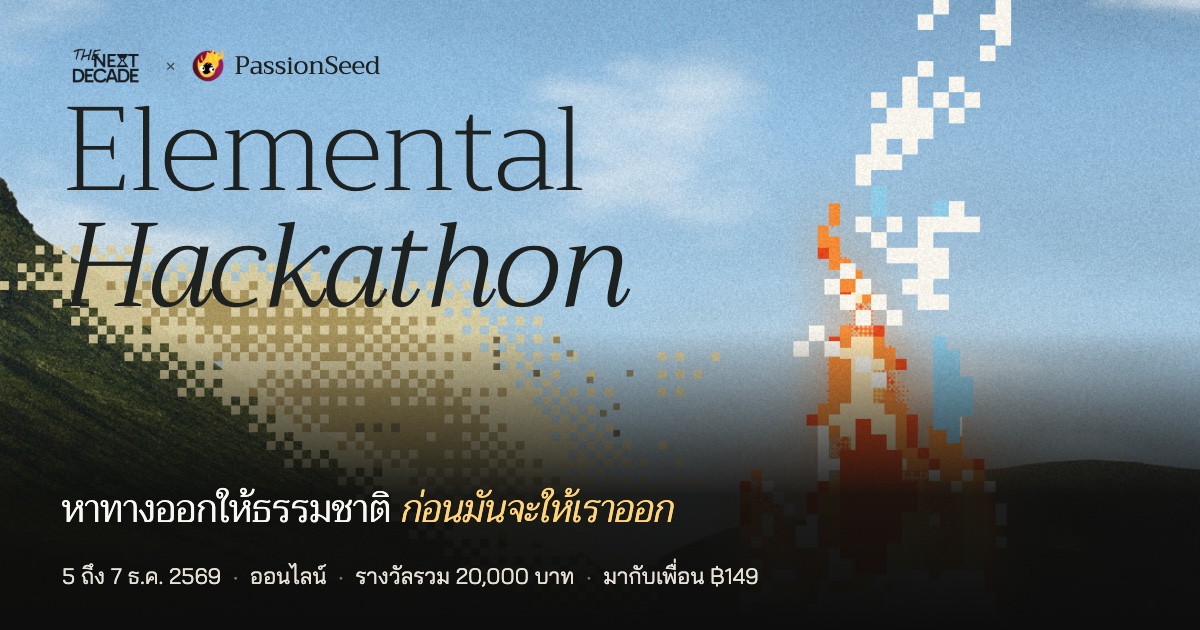 THE NEXT DECADE × PassionSeed
Elemental
Hackathon
หาทางออกให้ธรรมชาติ ก่อนมันจะให้เราออก
5 ถึง 7 ธ.ค. 2569 · ออนไลน์ · รางวัลรวม 20,000 บาท · มากับเพื่อน ฿149